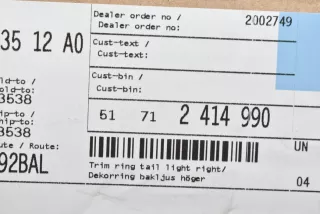 Dealer order no /
Dealer order no:
2002749
35 12 A0
Cust-text /
Cust-text:
old-to /
old-to:
3538
Cust-bin /
Cust-bin:
51 71 2 414 990
hip-to /
hip-to:
3538
ute / Route:
92BAL
UN
Trim ring tail light right/
Dekorring bakljus höger
04